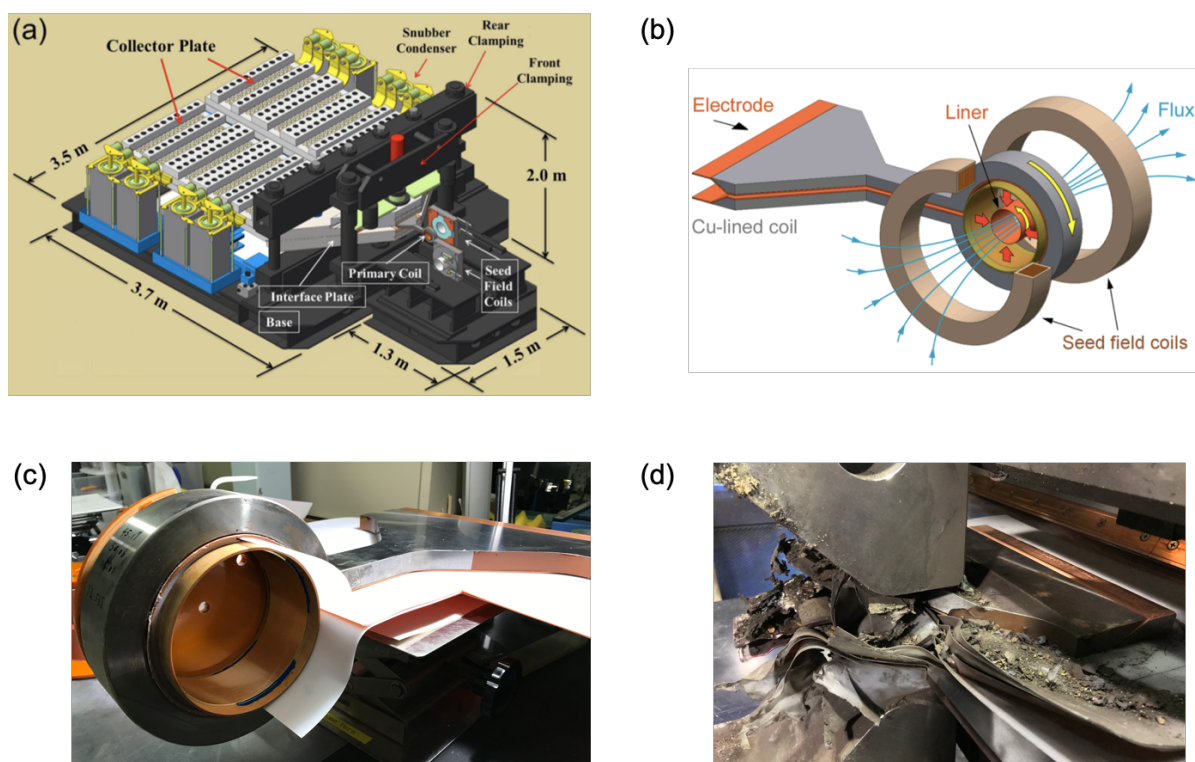 (a)
Collector Plate
Snubber
Condenser
Rear
Clamping
Front
Clamping
3.5 m
2.0 m
Primary Coil
Seed
Field
Coils
Interface Plate
Base
3.7 m
1.3 m
1.5 m
(b)
Electrode
Liner
Flux
Cu-lined coil
Seed field coils
(c)
(d)